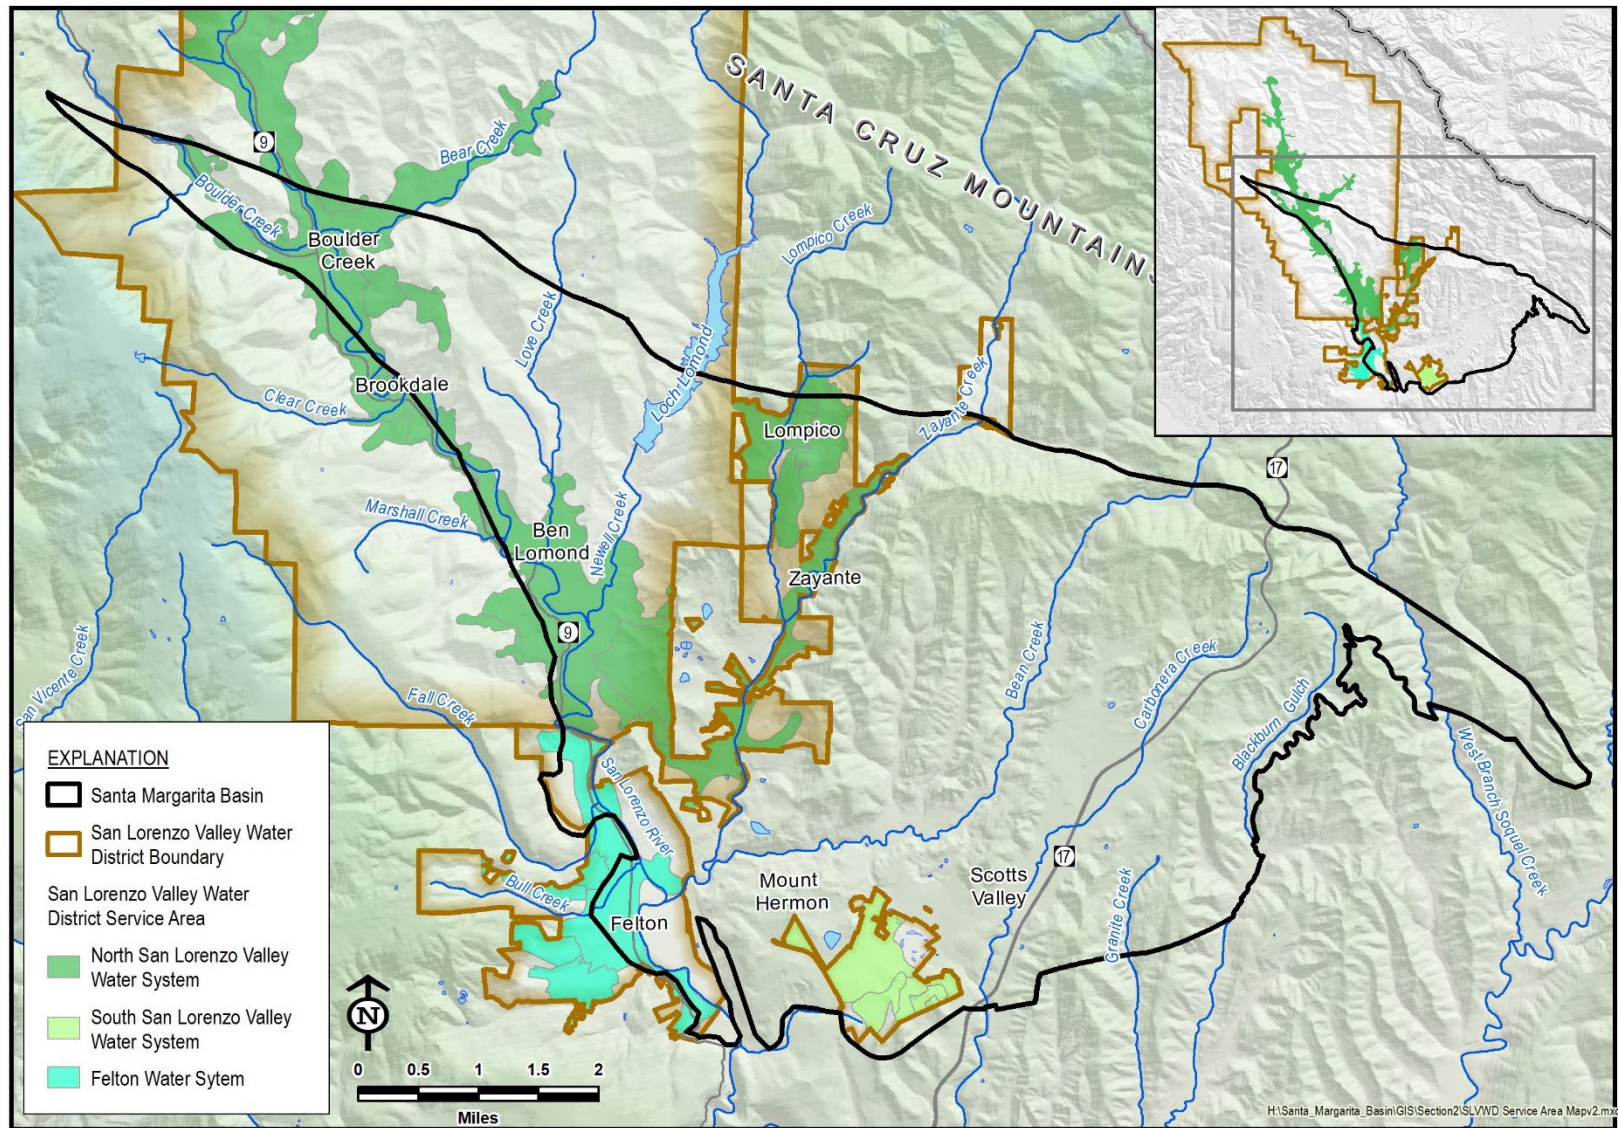 SANTA CRUZ MOUNTAINS
9
Bear Creek
Boulder Creek
Boulder
Creek
Lompico Creek
Love Creek
Loch Lomond
Brookdale
Clear Creek
Zayante Creek
Lompico
17
Marshall Creek
Ben
Lomond
Newell Creek
Zayante
9
Bean Creek
Carbonera Creek
San Vicente Creek
Fall Creek
Blackburn Gulch
West Branch Soquel Creek
San Lorenzo River
17
Bull Creek
Felton
Mount
Hermon
Scotts
Valley
Granite Creek
EXPLANATION
Santa Margarita Basin
San Lorenzo Valley Water
District Boundary
San Lorenzo Valley Water
District Service Area
North San Lorenzo Valley
Water System
South San Lorenzo Valley
Water System
Felton Water Sytem
N
0 0.5 1 1.5 2
Miles
H:\Santa_Margarita_Basin\GIS\Section2\SLVWD Service Area Mapv2.mxd